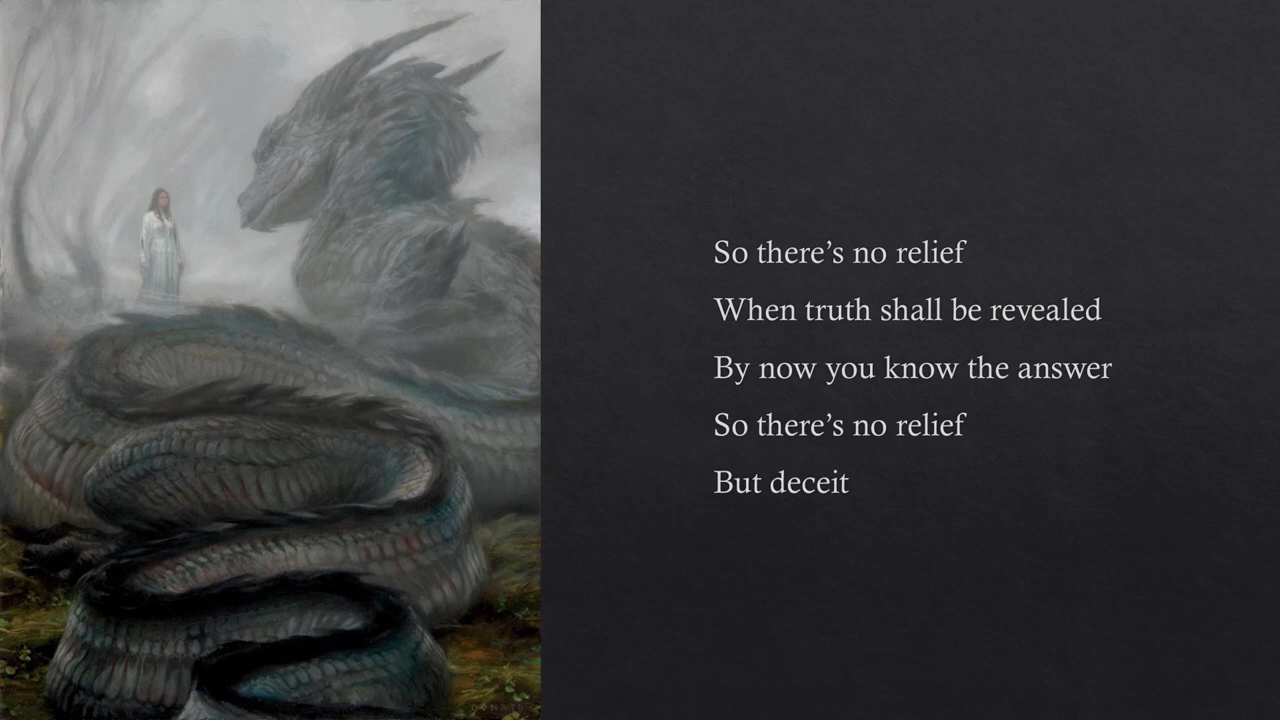 So there’s no relief
When truth shall be revealed
By now you know the answer
So there’s no relief
But deceit
DONATO